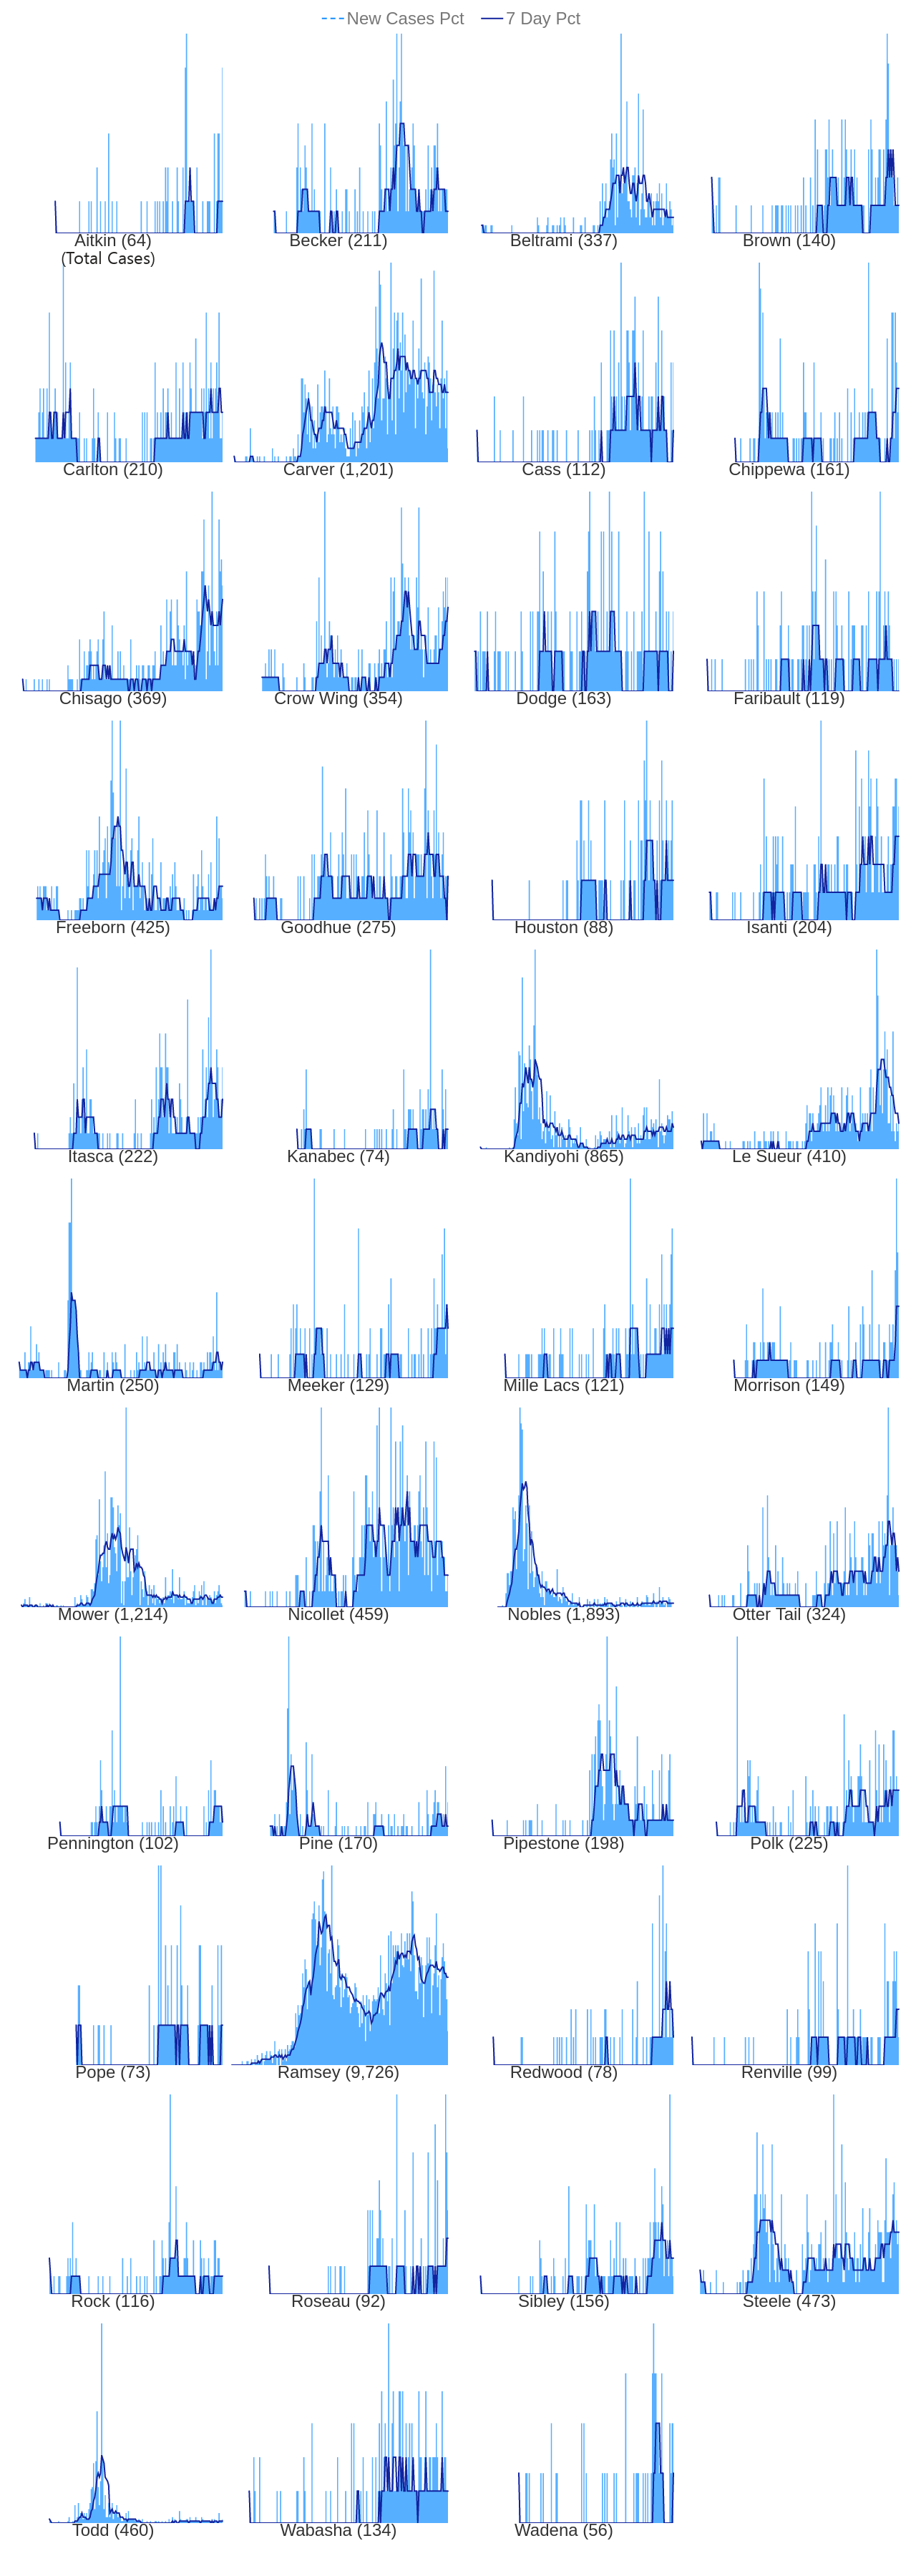 New Cases Pct 7 Day Pct
Aitkin (64) Becker (211) Beltrami (337) Brown (140)
(Total Cases)
Carlton (210) Carver (1,201) Cass (112) Chippewa (161)
Chisago (369) Crow Wing (354) Dodge (163) Faribault (119)
Freeborn (425) Goodhue (275) Houston (88) Isanti (204)
Itasca (222) Kanabec (74) Kandiyohi (865) Le Sueur (410)
Martin (250) Meeker (129) Mille Lacs (121) Morrison (149)
Mower (1,214) Nicollet (459) Nobles (1,893) Otter Tail (324)
Pennington (102) Pine (170) Pipestone (198) Polk (225)
Pope (73) Ramsey (9,726) Redwood (78) Renville (99)
Rock (116) Roseau (92) Sibley (156) Steele (473)
Todd (460) Wabasha (134) Wadena (56)